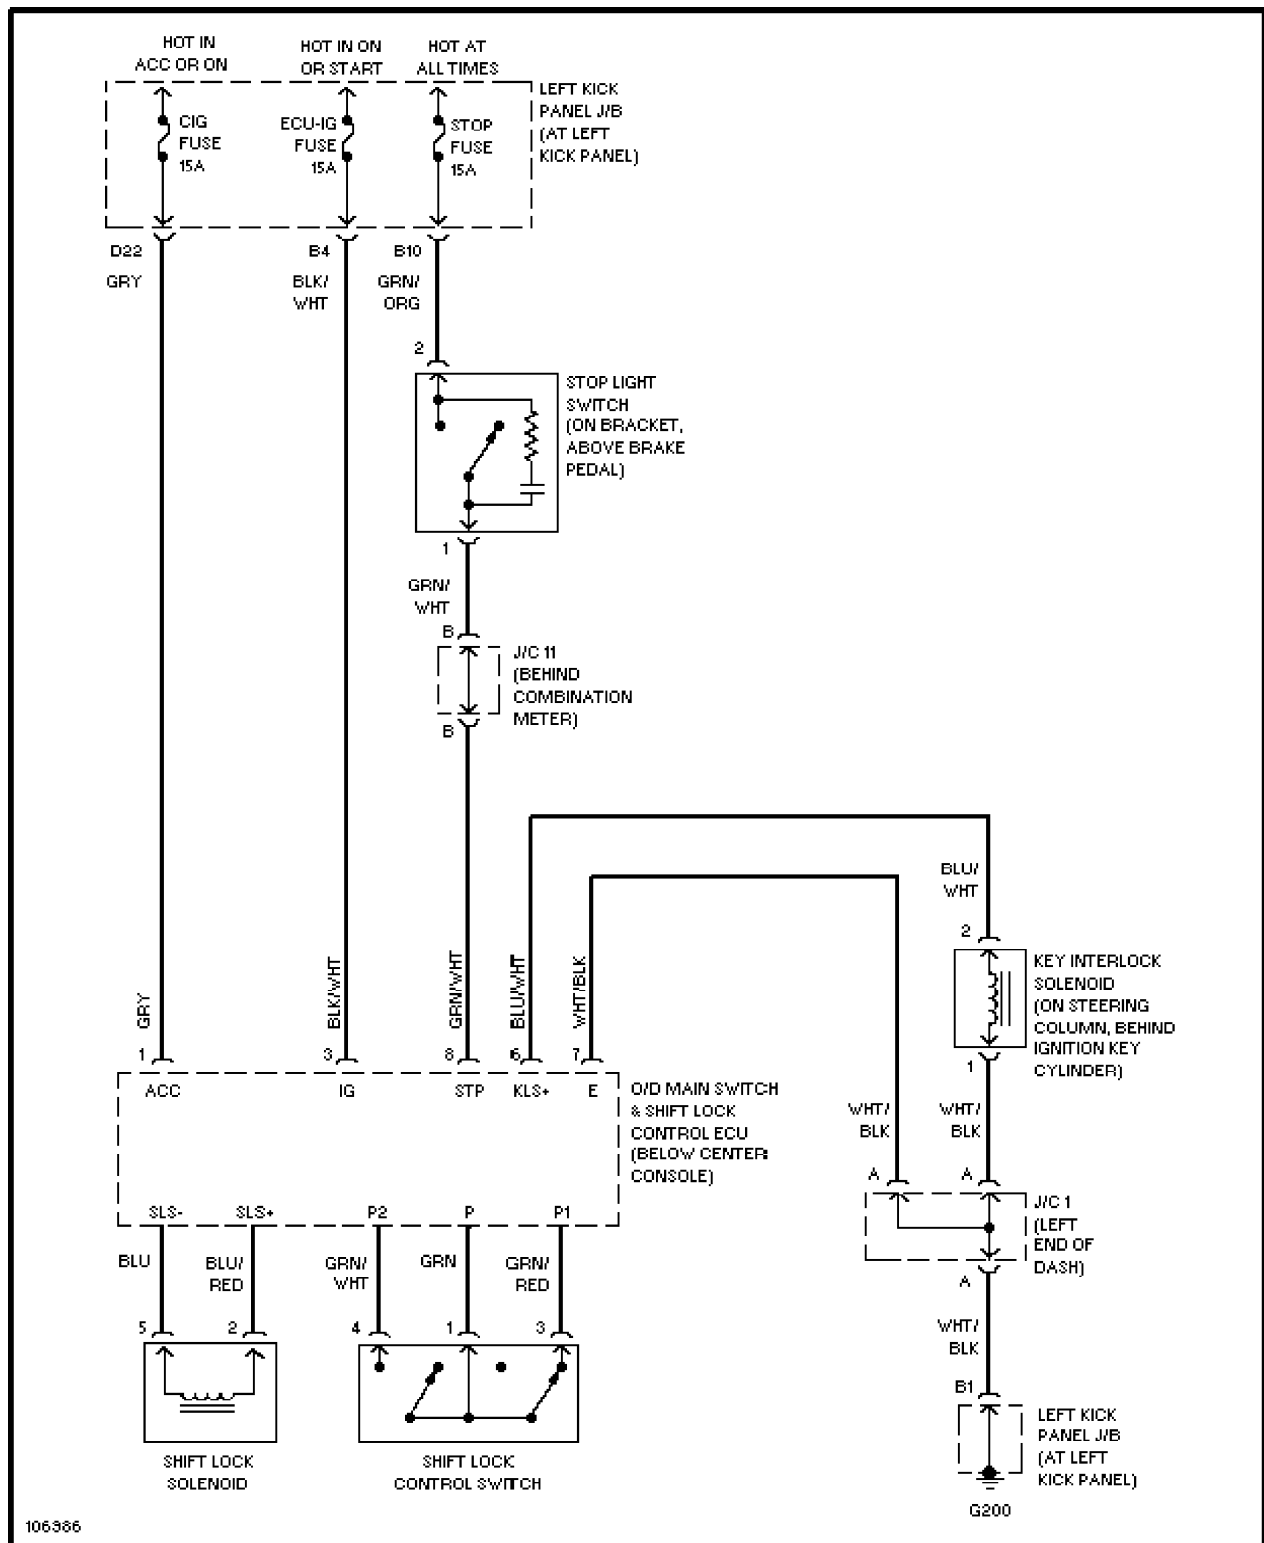 HOT IN
ACC OR ON
HOT IN ON
OR START
HOT AT
ALL TIMES
LEFT KICK
PANEL J/B
(AT LEFT
KICK PANEL)
CIG
FUSE
15A
ECU-IG
FUSE
15A
STOP
FUSE
15A
D22
B4
B10
GRY
BLK/
WHT
GRN/
ORG
2
STOP LIGHT
SWITCH
(ON BRACKET,
ABOVE BRAKE
PEDAL)
1
GRN/
WHT
B
J/C 11
(BEHIND
COMBINATION
METER)
B
BLU/
WHT
2
KEY INTERLOCK
SOLENOID
(ON STEERING
COLUMN, BEHIND
IGNITION KEY
CYLINDER)
1
GRY
BLK/WHT
GRN/WHT
BLU/WHT
WHT/BLK
1
3
8
6
7
ACC
IG
STP
KLS+
E
O/D MAIN SWITCH
& SHIFT LOCK
CONTROL ECU
(BELOW CENTER
CONSOLE)
WHT/
BLK
WHT/
BLK
A
A
J/C 1
(LEFT
END OF
DASH)
A
SLS-
SLS+
P2
P
P1
BLU
BLU/
RED
GRN/
WHT
GRN
GRN/
RED
5
2
4
1
3
WHT/
BLK
B1
LEFT KICK
PANEL J/B
(AT LEFT
KICK PANEL)
G200
SHIFT LOCK
SOLENOID
SHIFT LOCK
CONTROL SWITCH
106986